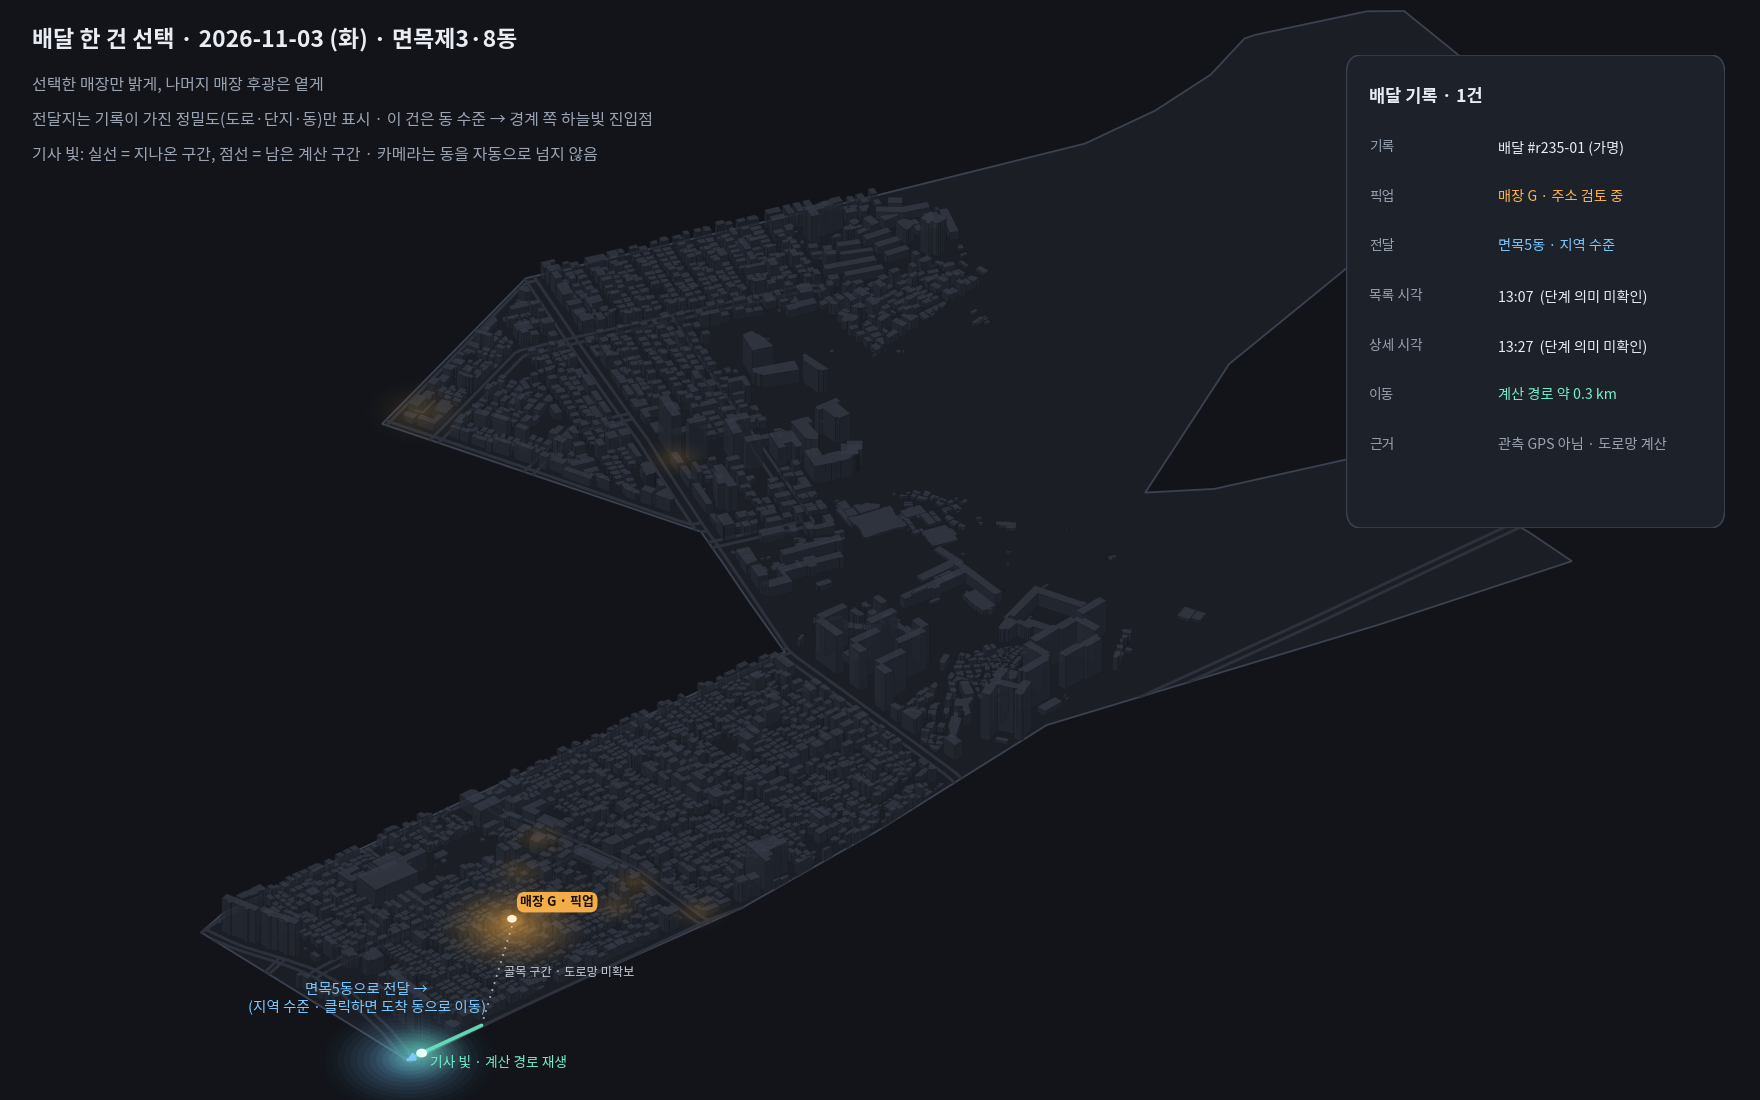 배달 한 건 선택 · 2026-11-03 (화) · 면목제3·8동
선택한 매장만 밝게, 나머지 매장 후광은 옅게
전달지는 기록이 가진 정밀도(도로·단지·동)만 표시 · 이 건은 동 수준 → 경계 쪽 하늘빛 진입점
기사 빛: 실선 = 지나온 구간, 점선 = 남은 계산 구간 · 카메라는 동을 자동으로 넘지 않음
배달 기록 · 1건
기록 배달 #r235-01 (가명)
픽업 매장 G · 주소 검토 중
전달 면목5동 · 지역 수준
목록 시각 13:07 (단계 의미 미확인)
상세 시각 13:27 (단계 의미 미확인)
이동 계산 경로 약 0.3 km
근거 관측 GPS 아님 · 도로망 계산
매장 G · 픽업
골목 구간 · 도로망 미확보
면목5동으로 전달 →
(지역 수준 · 클릭하면 도착 동으로 이동)
기사 빛 · 계산 경로 재생